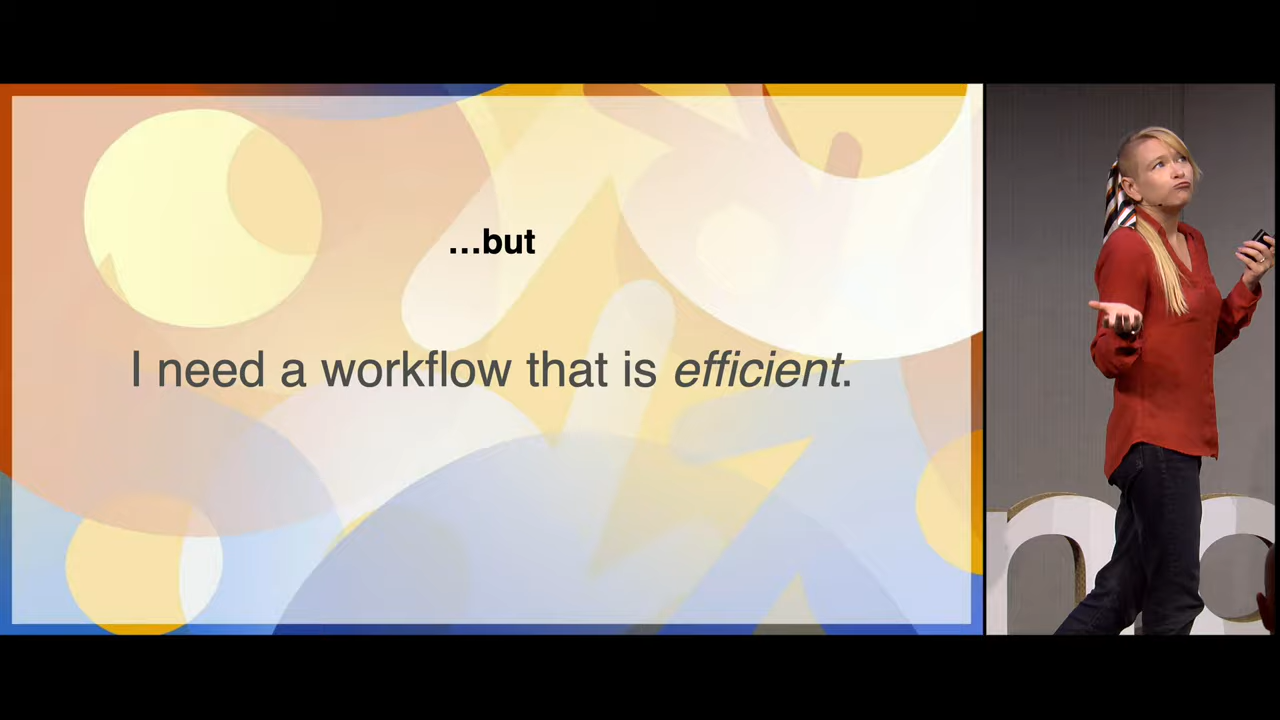 ...but
I need a workflow that is efficient.